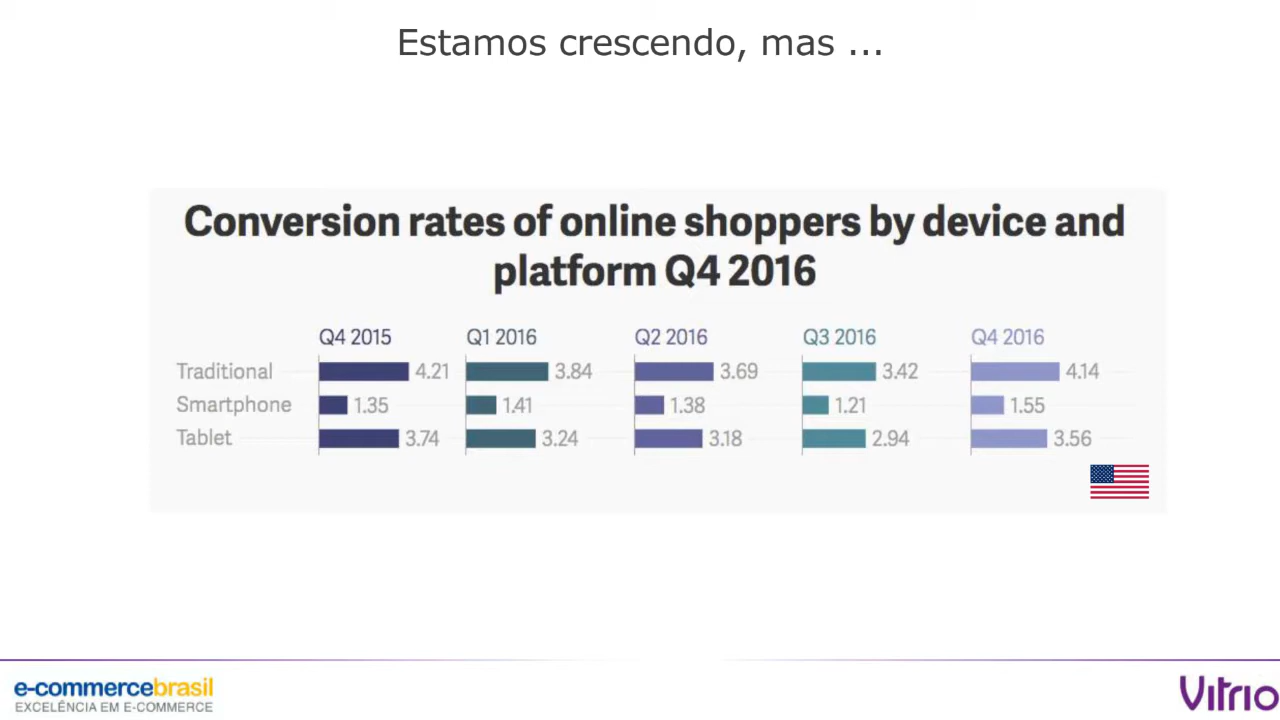 Estamos crescendo, mas ...
Conversion rates of online shoppers by device and
platform Q4 2016
Q4 2015 Q1 2016 Q2 2016 Q3 2016 Q4 2016
Traditional 4.21 3.84 3.69 3.42 4.14
Smartphone 1.35 1.41 1.38 1.21 1.55
Tablet 3.74 3.24 3.18 2.94 3.56
e-commercebrasil
EXCELÊNCIA EM E-COMMERCE
Vitrio